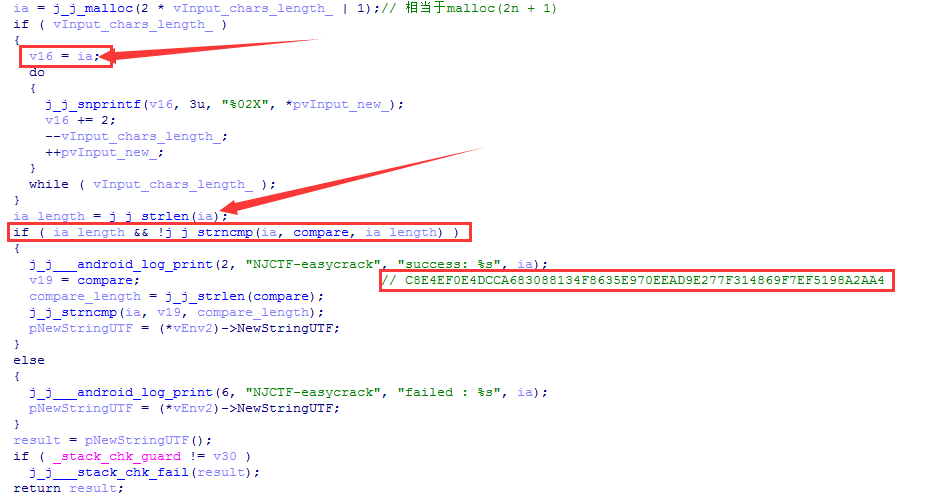 ia = j_j_malloc(2 * vInput_chars_length_ | 1);// 相当于malloc(2n + 1)
if ( vInput_chars_length_ )
{
v16 = ia;
do
{
j_j_snprintf(v16, 3u, "%02X", *pvInput_new_);
v16 += 2;
--vInput_chars_length_;
++pvInput_new_;
}
while ( vInput_chars_length_ );
}
ia_length = j_j_strlen(ia);
if ( ia_length && !j_j_strncmp(ia, compare, ia_length) )
{
j_j___android_log_print(2, "NJCTF-easycrack", "success: %s", ia);
v19 = compare; // C8E4EF0E4DCCA683088134F8635E970EEAD9E277F314869F7EF5198A2AA4
compare_length = j_j_strlen(compare);
j_j_strncmp(ia, v19, compare_length);
pNewStringUTF = (*vEnv2)->NewStringUTF;
}
else
{
j_j___android_log_print(6, "NJCTF-easycrack", "failed : %s", ia);
pNewStringUTF = (*vEnv2)->NewStringUTF;
}
result = pNewStringUTF();
if ( _stack_chk_guard != v30 )
j_j___stack_chk_fail(result);
return result;